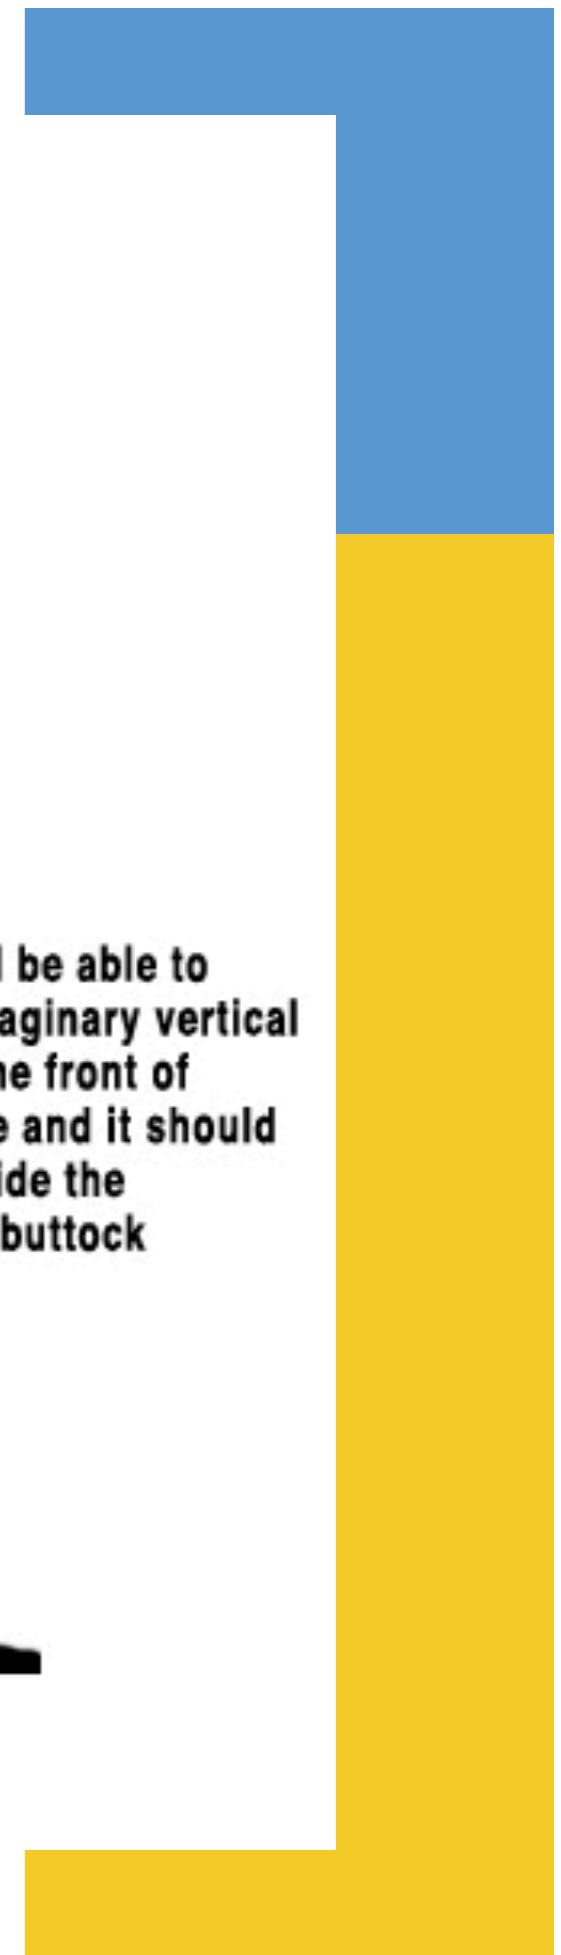 be able to
aginary vertical
he front of
e and it should
ide the
buttock